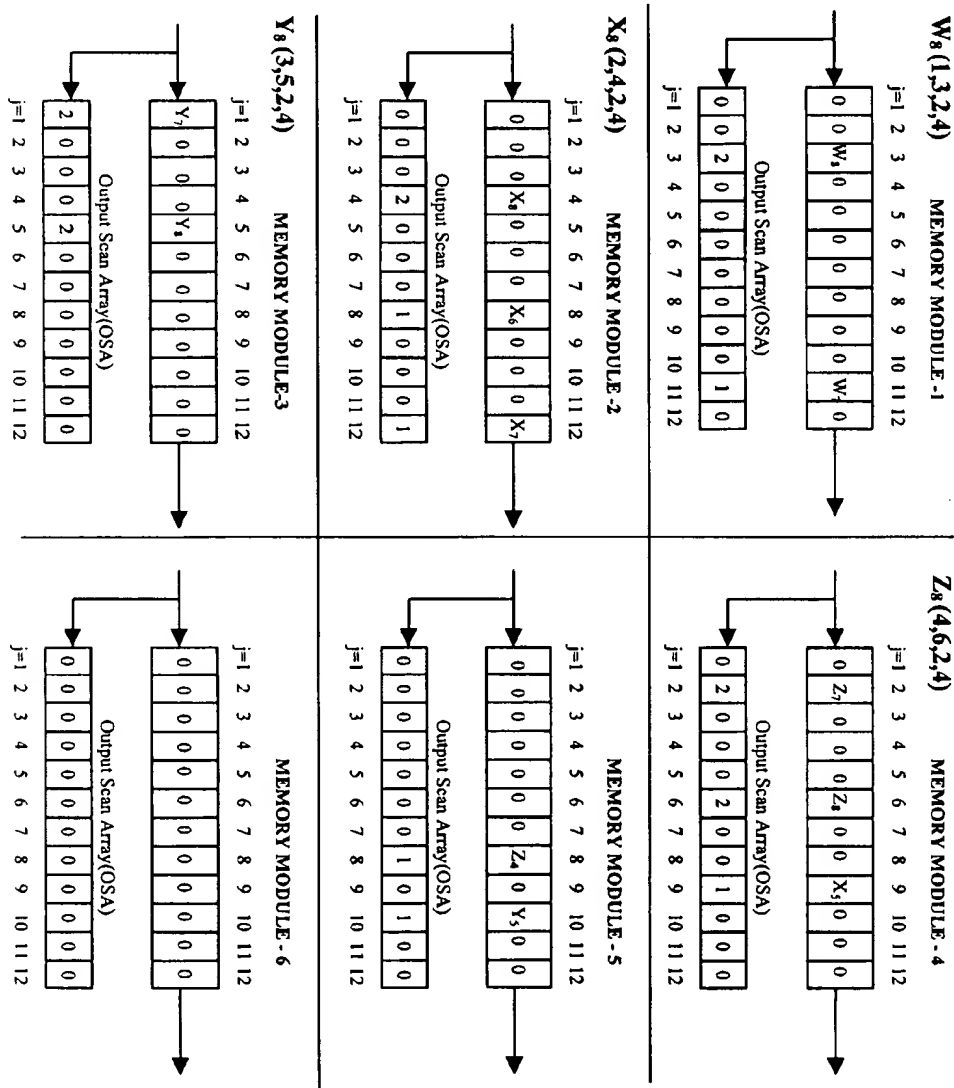 W₈(1,3,2,4) MEMORY MODULE -1
j=1 2 3 4 5 6 7 8 9 10 11 12
0 0 W₈ 0 0 0 0 0 0 0 W₇ 0
Output Scan Array(OSA)
0 0 2 0 0 0 0 0 0 0 1 0
j=1 2 3 4 5 6 7 8 9 10 11 12
Z₈(4,6,2,4) MEMORY MODULE - 4
j=1 2 3 4 5 6 7 8 9 10 11 12
0 Z₇ 0 0 0 Z₈ 0 0 X₅ 0 0 0
Output Scan Array(OSA)
0 2 0 0 0 2 0 0 1 0 0 0
j=1 2 3 4 5 6 7 8 9 10 11 12
X₈(2,4,2,4) MEMORY MODULE -2
j=1 2 3 4 5 6 7 8 9 10 11 12
0 0 0 X₈ 0 0 0 X₆ 0 0 0 X₇
Output Scan Array(OSA)
0 0 0 2 0 0 0 1 0 0 0 1
j=1 2 3 4 5 6 7 8 9 10 11 12
MEMORY MODULE - 5
j=1 2 3 4 5 6 7 8 9 10 11 12
0 0 0 0 0 0 0 Z₄ 0 Y₅ 0 0
Output Scan Array(OSA)
0 0 0 0 0 0 0 1 0 1 0 0
j=1 2 3 4 5 6 7 8 9 10 11 12
Y₈(3,5,2,4) MEMORY MODULE-3
j=1 2 3 4 5 6 7 8 9 10 11 12
Y₇ 0 0 0 Y₈ 0 0 0 0 0 0 0
Output Scan Array(OSA)
2 0 0 0 2 0 0 0 0 0 0 0
j=1 2 3 4 5 6 7 8 9 10 11 12
MEMORY MODULE - 6
j=1 2 3 4 5 6 7 8 9 10 11 12
0 0 0 0 0 0 0 0 0 0 0 0
Output Scan Array(OSA)
0 0 0 0 0 0 0 0 0 0 0 0
j=1 2 3 4 5 6 7 8 9 10 11 12